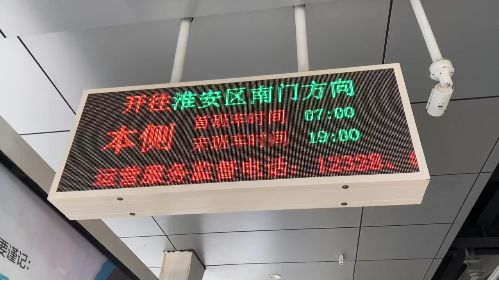 开往淮安区南门方向
本侧
首班车时间 07:00
末班车时间 19:00
运营服务监督电话: 12328